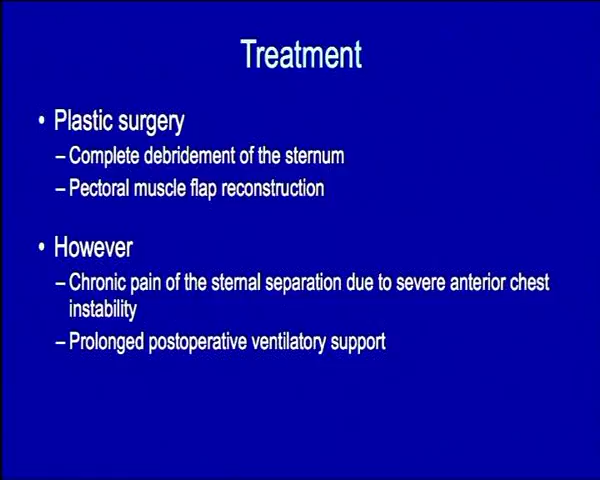 Treatment
• Plastic surgery
– Complete debridement of the sternum
– Pectoral muscle flap reconstruction
• However
– Chronic pain of the sternal separation due to severe anterior chest
instability
– Prolonged postoperative ventilatory support